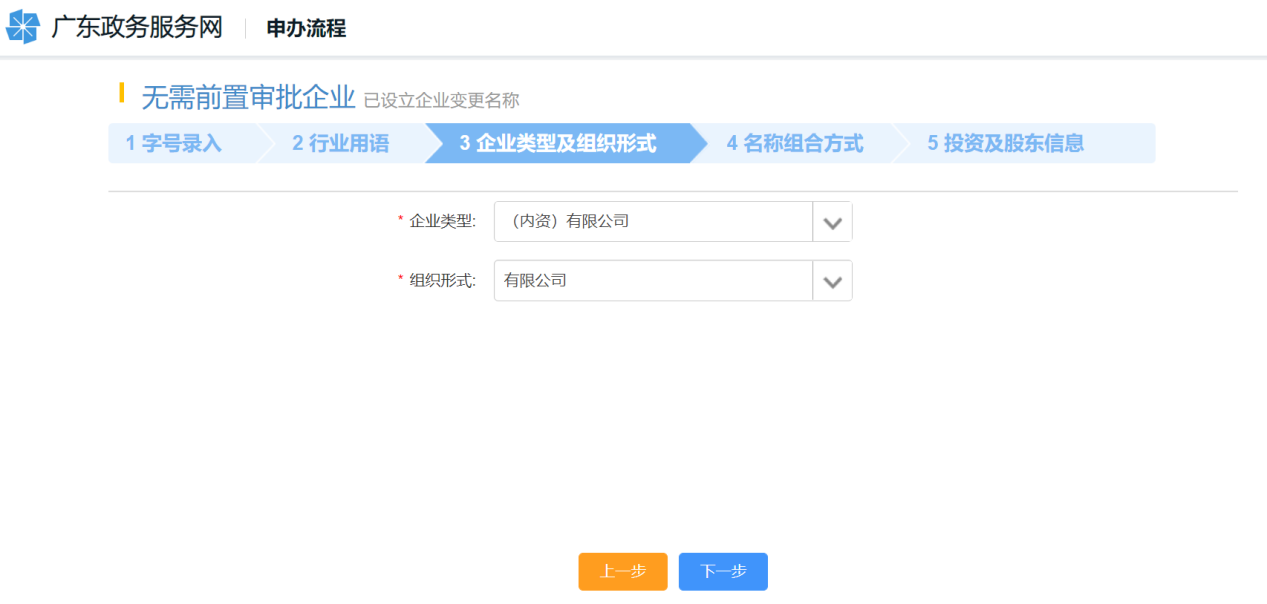 广东政务服务网 申办流程
无需前置审批企业 已设立企业变更名称
1 字号录入 2 行业用语 3 企业类型及组织形式 4 名称组合方式 5 投资及股东信息
* 企业类型: （内资）有限公司
* 组织形式: 有限公司
上一步 下一步